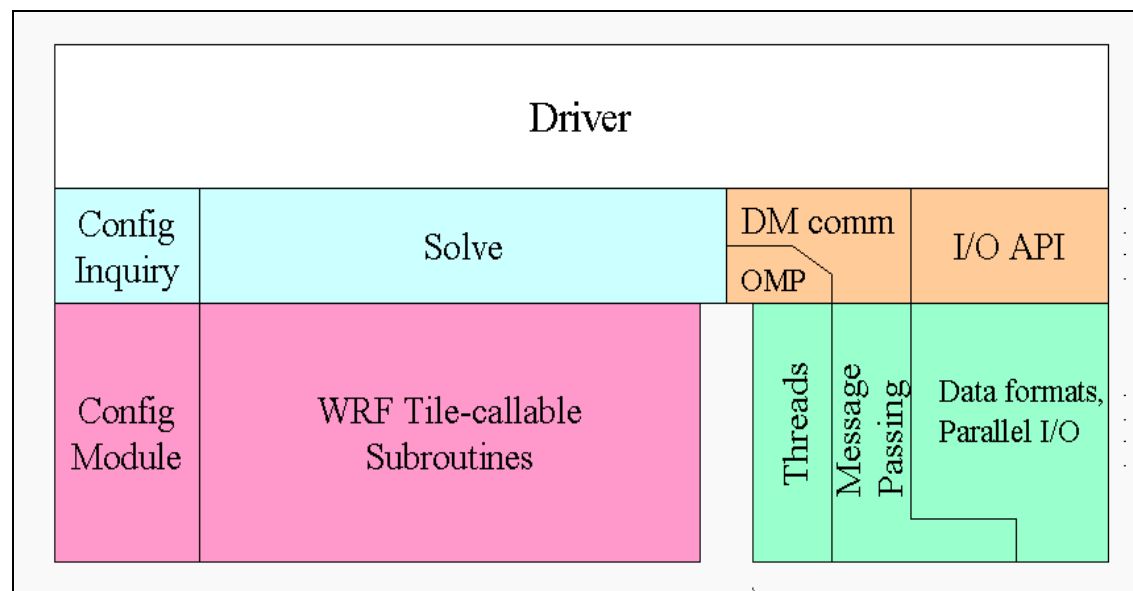 Driver
Config
Inquiry
Solve
DM comm
OMP
I/O API
Config
Module
WRF Tile-callable
Subroutines
Threads
Message
Passing
Data formats,
Parallel I/O